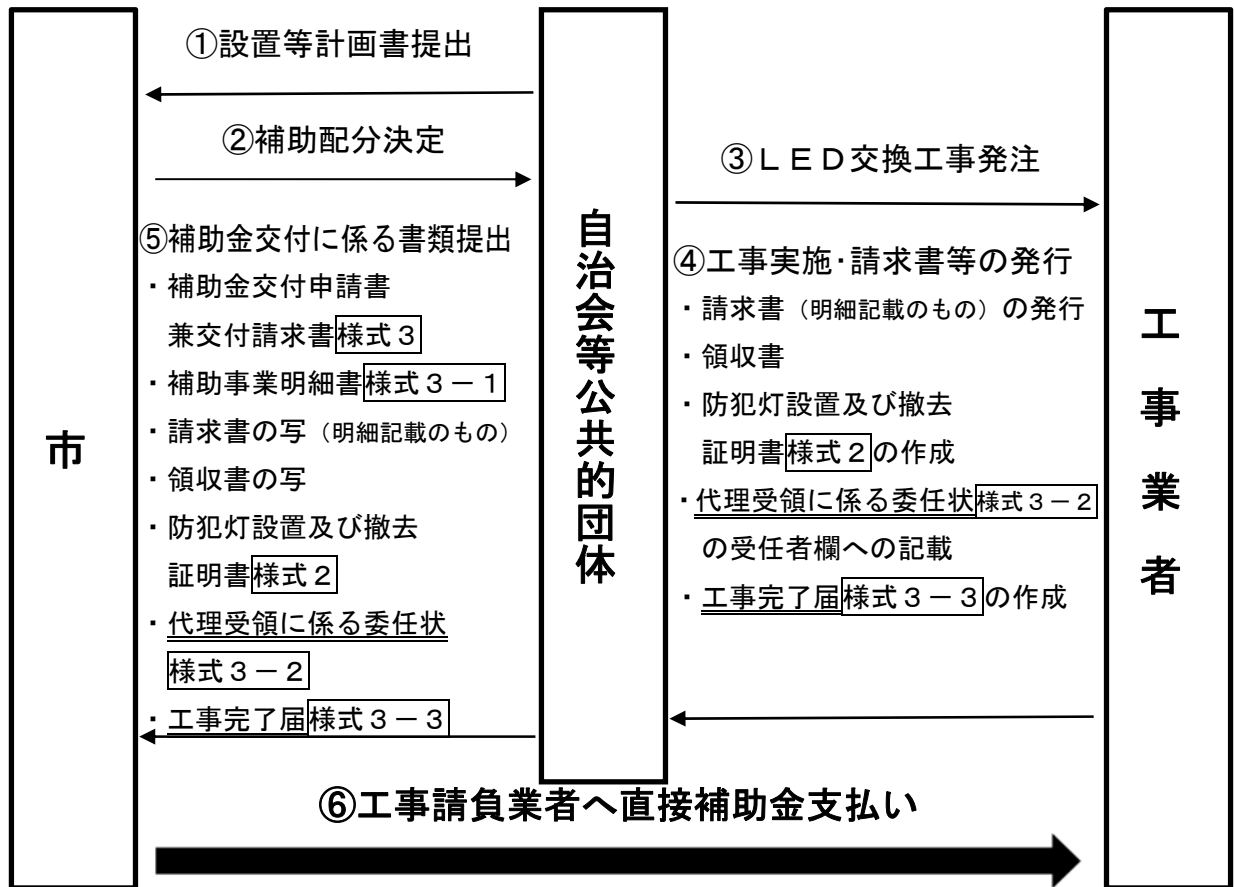 ①設置等計画書提出
②補助配分決定
③LED交換工事発注
市
⑤補助金交付に係る書類提出
・補助金交付申請書
兼交付請求書様式3
・補助事業明細書様式3-1
・請求書の写(明細記載のもの)
・領収書の写
・防犯灯設置及び撤去
証明書様式2
・代理受領に係る委任状
様式3-2
・工事完了届様式3-3
自治会等公共的団体
④工事実施・請求書等の発行
・請求書(明細記載のもの)の発行
・領収書
・防犯灯設置及び撤去
証明書様式2の作成
・代理受領に係る委任状様式3-2
の受任者欄への記載
・工事完了届様式3-3の作成
工事業者
⑥工事請負業者へ直接補助金支払い